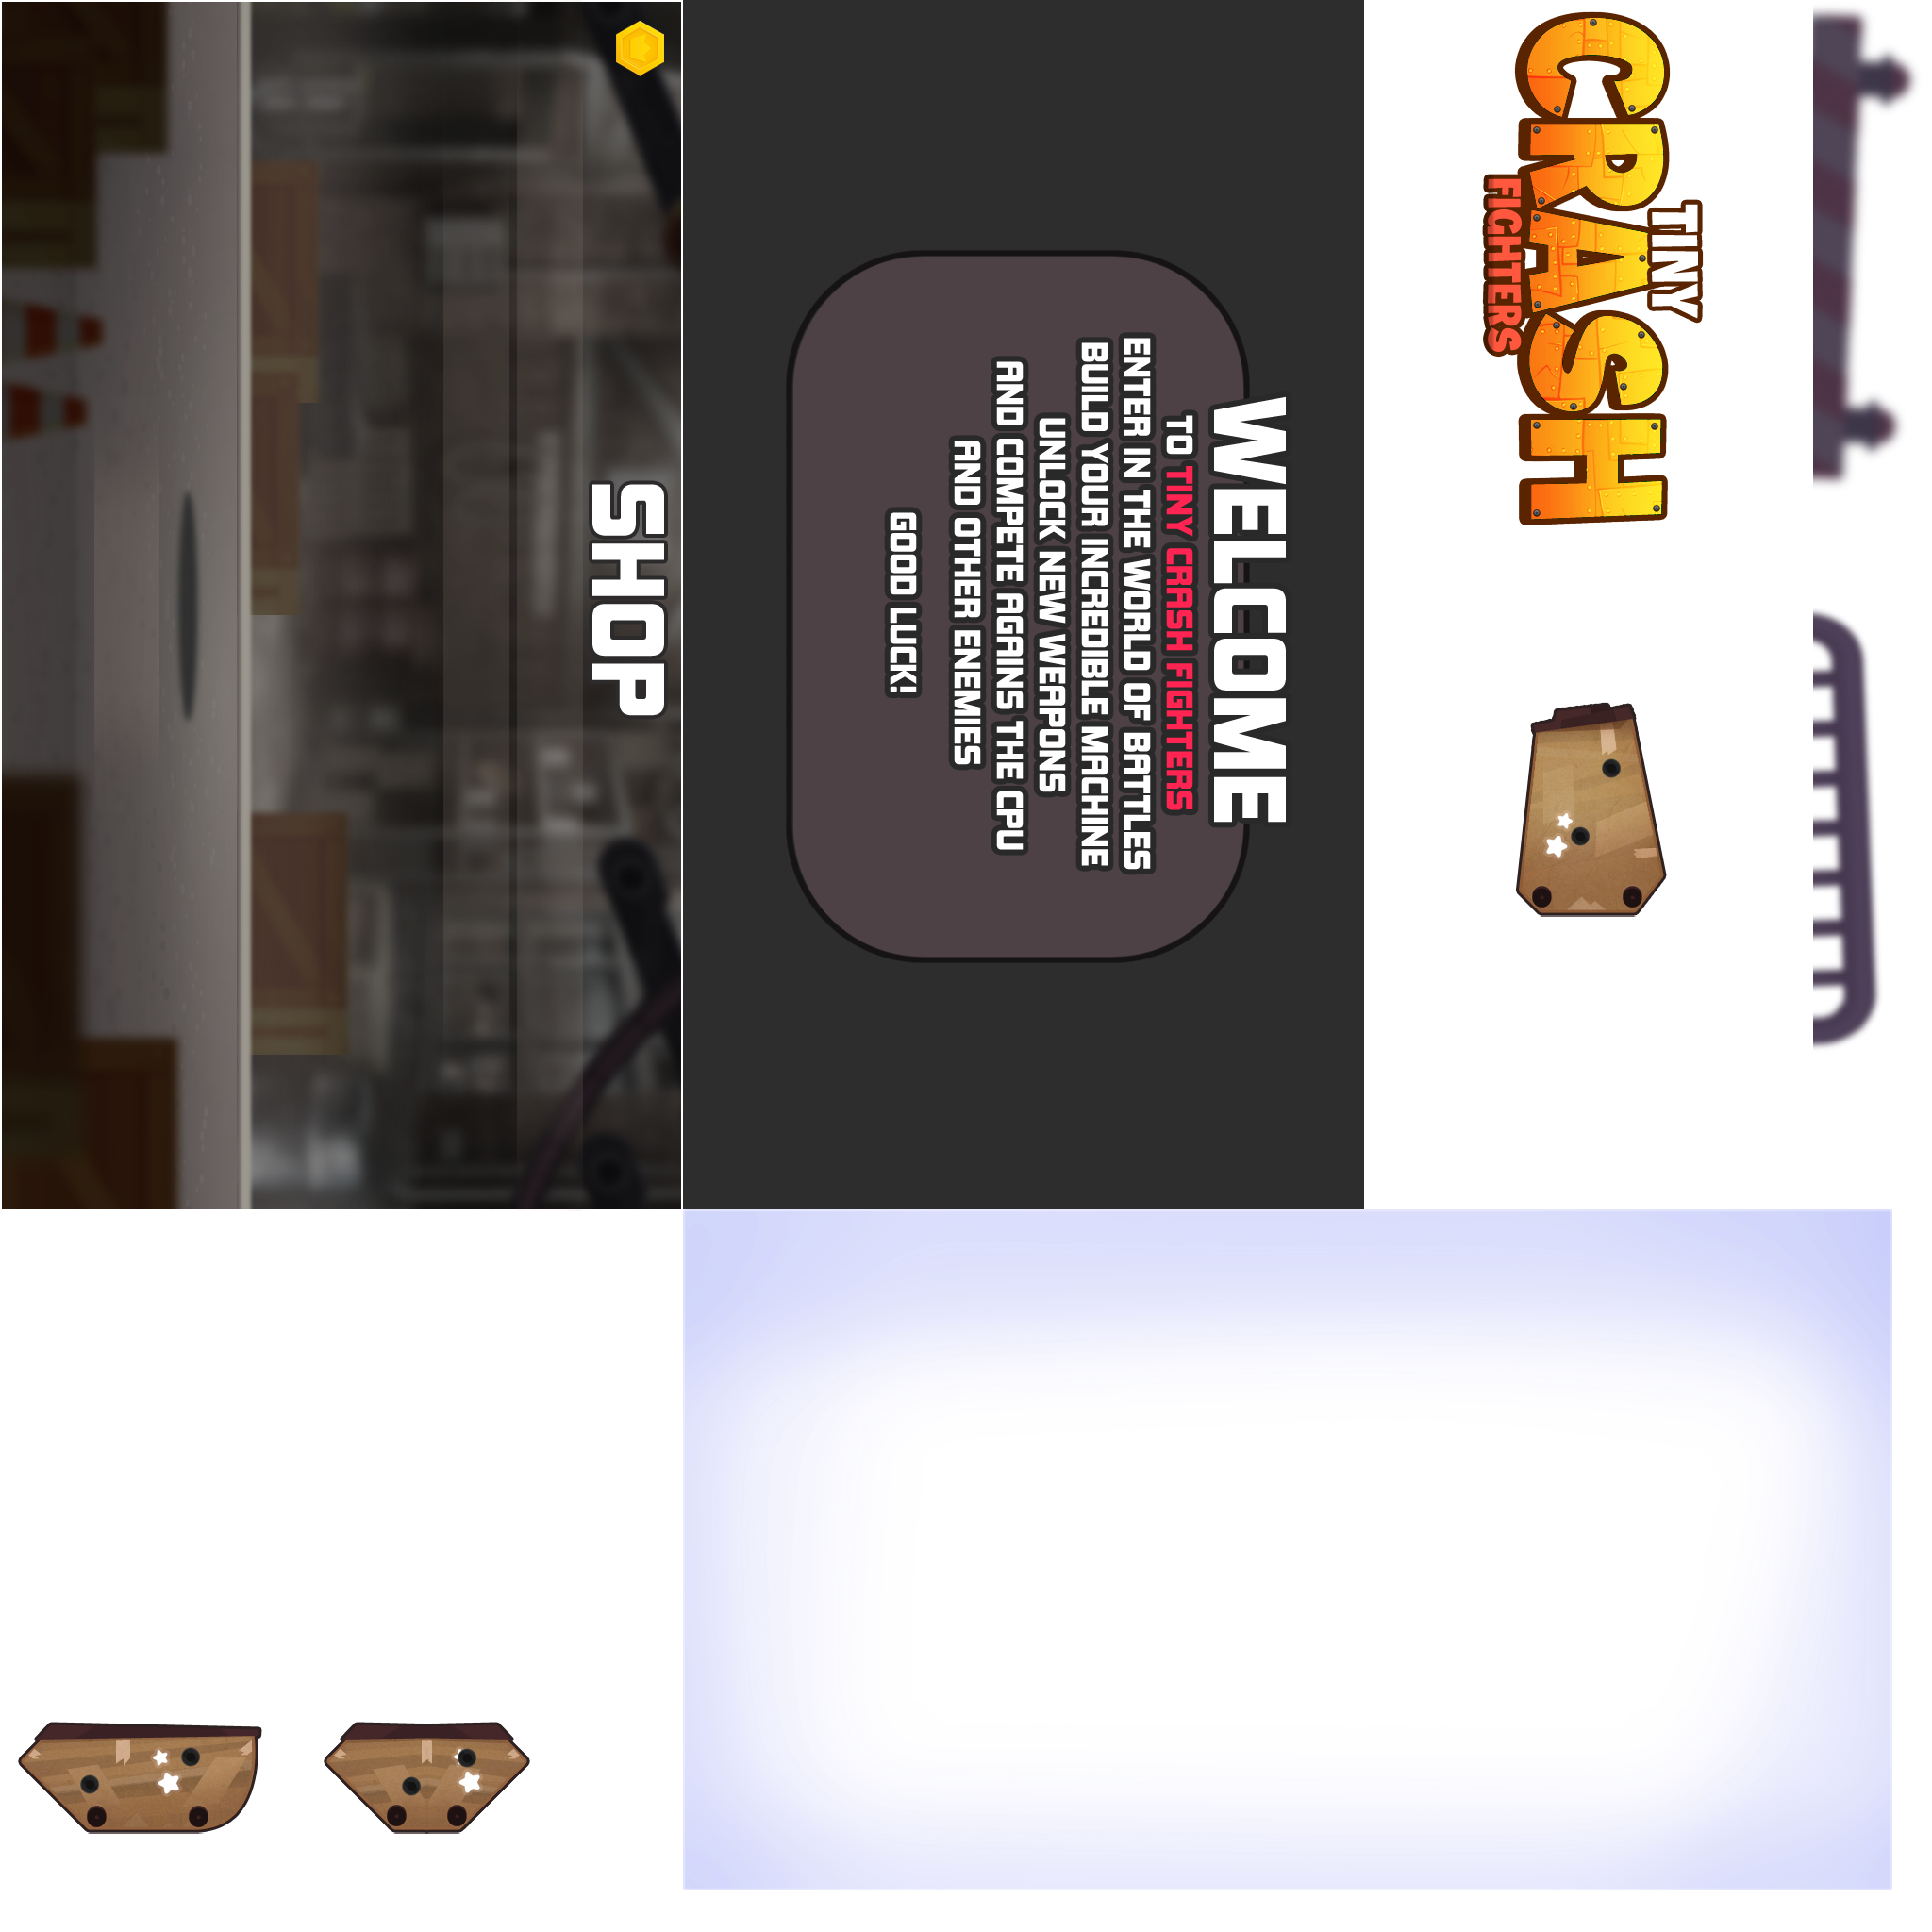 SHOP
WELCOME
TO TINY CRASH FIGHTERS
ENTER IN THE WORLD OF BATTLES
BUILD YOUR INCREDIBLE MACHINE
UNLOCK NEW WEAPONS
AND COMPETE AGAINS THE CPU
AND OTHER ENEMIES
GOOD LUCK!
TINY
CRASH
FIGHTERS